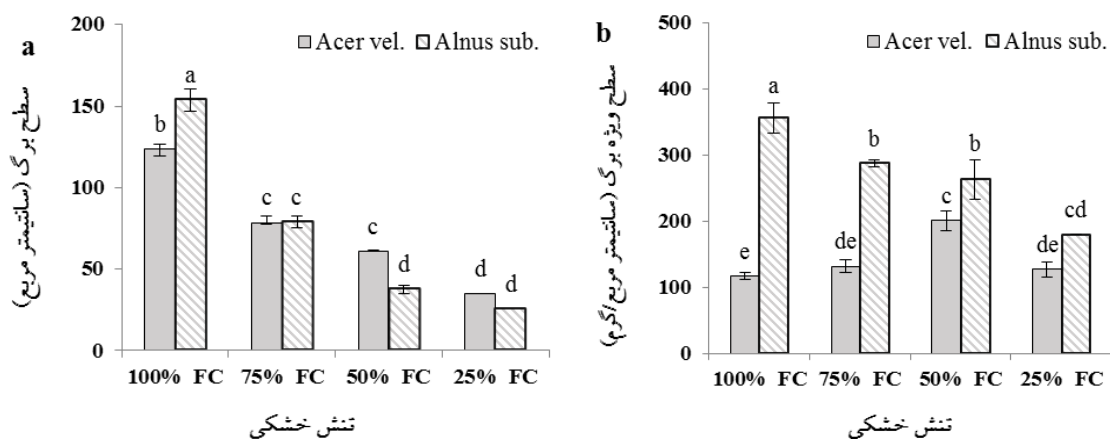 a
Acer vel. Alnus sub.
سطح برگ (سانتیمتر مربع)
200
150
100
50
0
b a
c c
c d
d d
100% FC 75% FC 50% FC 25% FC
تنش خشکی
b
Acer vel. Alnus sub.
سطح ویژه برگ (سانتیمتر مربع/گرم)
500
400
300
200
100
0
e a
de b
c b
de cd
100% FC 75% FC 50% FC 25% FC
تنش خشکی